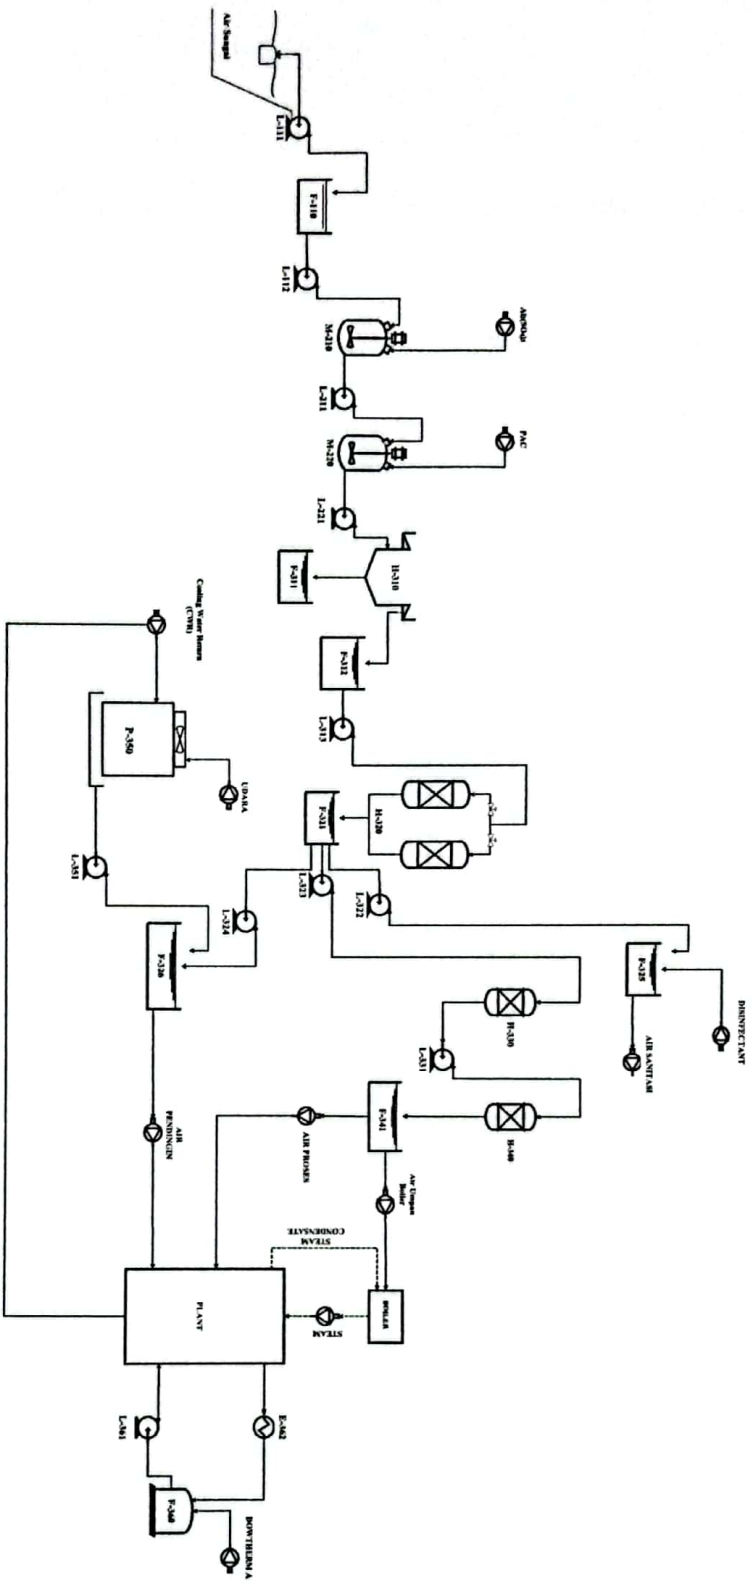 Air Sungai
L-111
F-110
L-112
M-210
Al2(SO4)3
L-211
M-220
PAC
L-221
H-310
F-311
F-312
L-313
H-320
F-321
L-322
L-323
L-324
F-325
DISINFECTANT
AIR SANITASI
H-330
L-331
H-340
F-341
AIR PROSES
Air Umpan
Boiler
BOILER
STEAM
STEAM
CONDENSATE
PLANT
Cooling Water Return
(CWR)
P-350
UDARA
L-351
F-326
AIR
PENDINGIN
E-362
L-361
F-360
DOWTHERM A